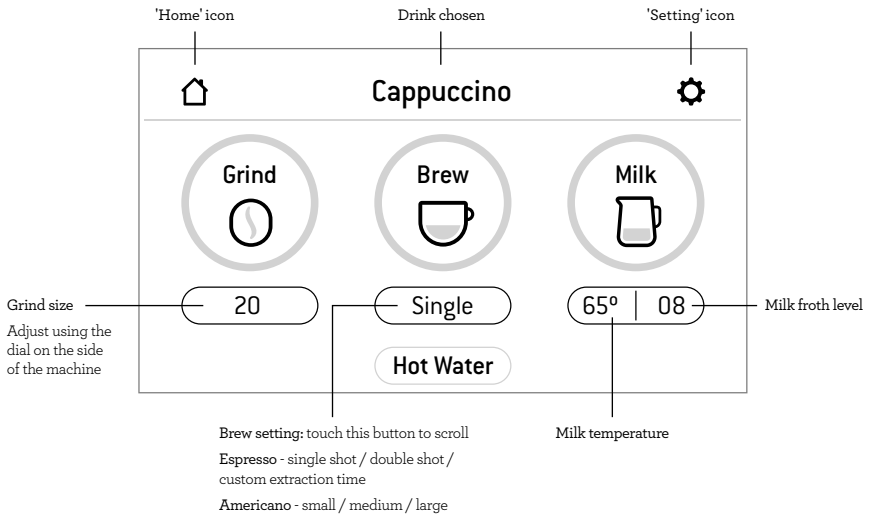 'Home' icon
Drink chosen
'Setting' icon
Cappuccino
Grind
Brew
Milk
20
Single
65º | 08
Hot Water
Grind size
Adjust using the
dial on the side
of the machine
Milk froth level
Brew setting: touch this button to scroll
Espresso - single shot / double shot /
custom extraction time
Americano - small / medium / large
Milk temperature